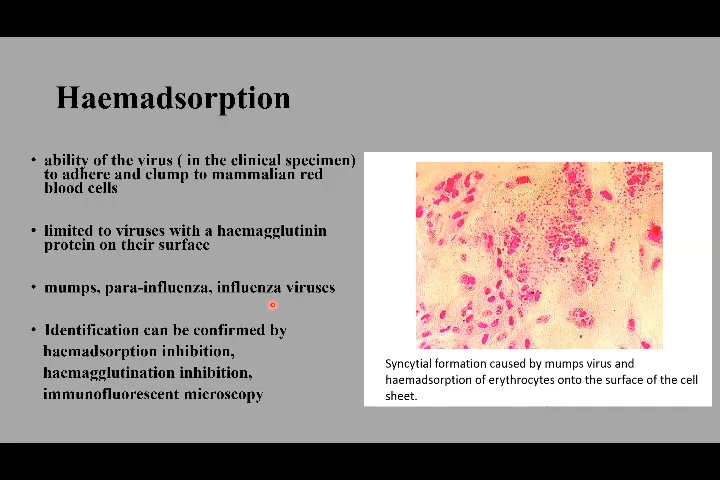 Haemadsorption
• ability of the virus ( in the clinical specimen)
to adhere and clump to mammalian red
blood cells
• limited to viruses with a haemagglutinin
protein on their surface
• mumps, para-influenza, influenza viruses
• Identification can be confirmed by
haemadsorption inhibition,
haemagglutination inhibition,
immunofluorescent microscopy
Syncytial formation caused by mumps virus and
haemadsorption of erythrocytes onto the surface of the cell
sheet.